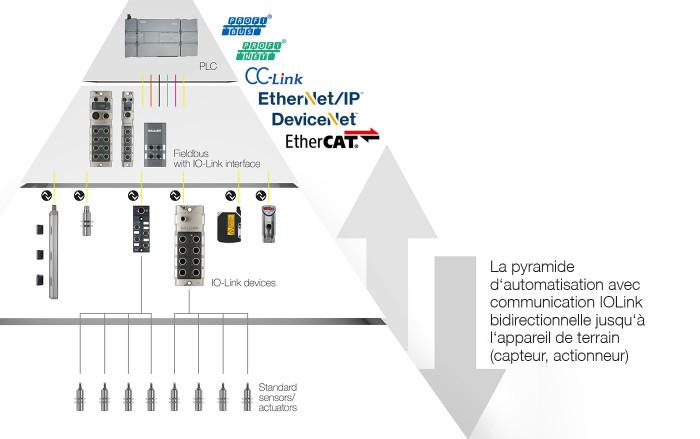 PROFI
BUS
PROFI
NET
PLC
CC-Link
EtherNet/IP
DeviceNet
EtherCAT
Fieldbus
with IO-Link interface
IO-Link devices
La pyramide
d'automatisation avec
communication IOLink
bidirectionnelle jusqu'à
l'appareil de terrain
(capteur, actionneur)
Standard
sensors/
actuators